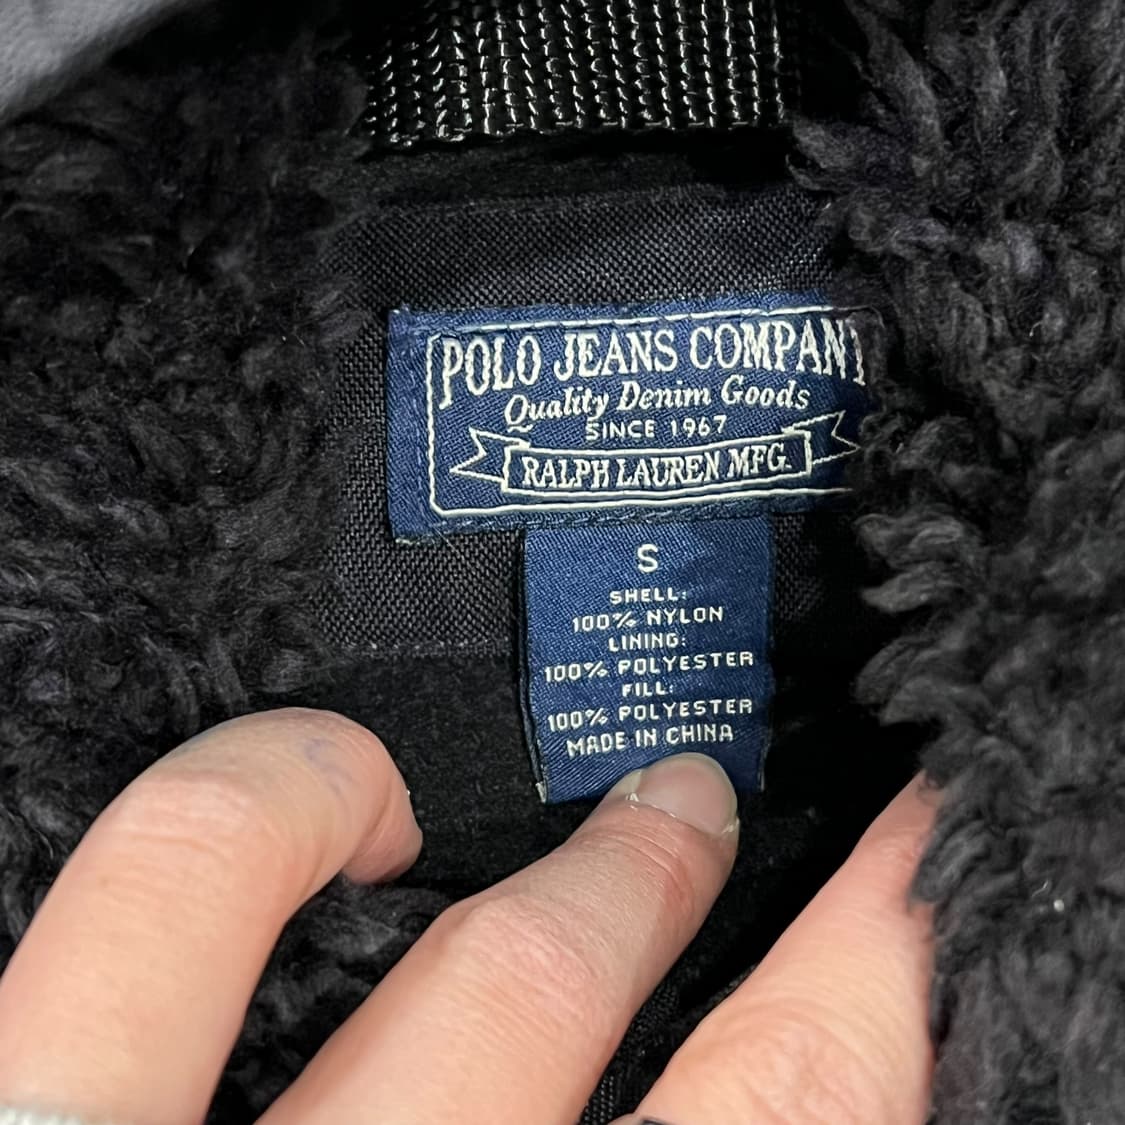 POLO JEANS COMPANY
Quality Denim Goods
SINCE 1967
RALPH LAUREN MFG.
S
SHELL:
100% NYLON
LINING:
100% POLYESTER
FILL:
100% POLYESTER
MADE IN CHINA